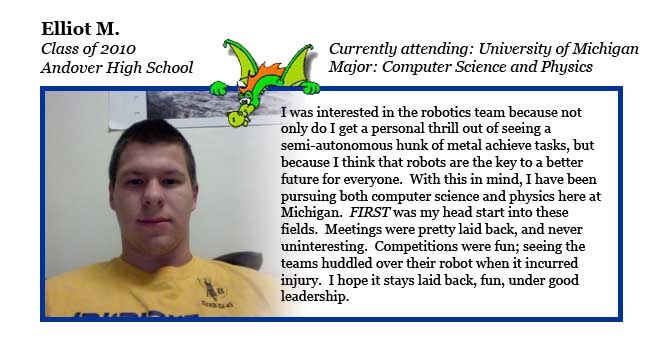 Elliot M.
Class of 2010
Andover High School
Currently attending: University of Michigan
Major: Computer Science and Physics
I was interested in the robotics team because not
only do I get a personal thrill out of seeing a
semi-autonomous hunk of metal achieve tasks, but
because I think that robots are the key to a better
future for everyone.  With this in mind, I have been
pursuing both computer science and physics here at
Michigan.  FIRST was my head start into these
fields.  Meetings were pretty laid back, and never
uninteresting.  Competitions were fun; seeing the
teams huddled over their robot when it incurred
injury.  I hope it stays laid back, fun, under good
leadership.